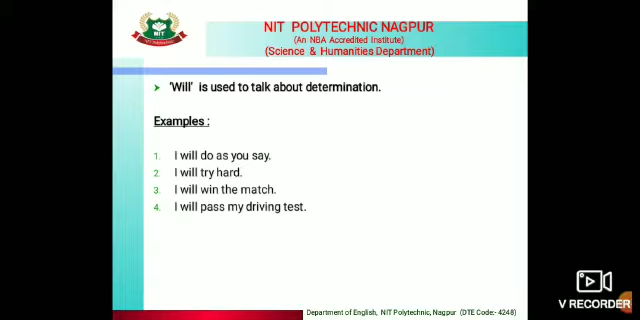 NIT POLYTECHNIC NAGPUR
(An NBA Accredited Institute)
(Science & Humanities Department)
NIT
'Will' is used to talk about determination.
Examples :
1. I will do as you say.
2. I will try hard.
3. I will win the match.
4. I will pass my driving test.
V RECORDER
Department of English, NIT Polytechnic, Nagpur (DTE Code:- 4248)